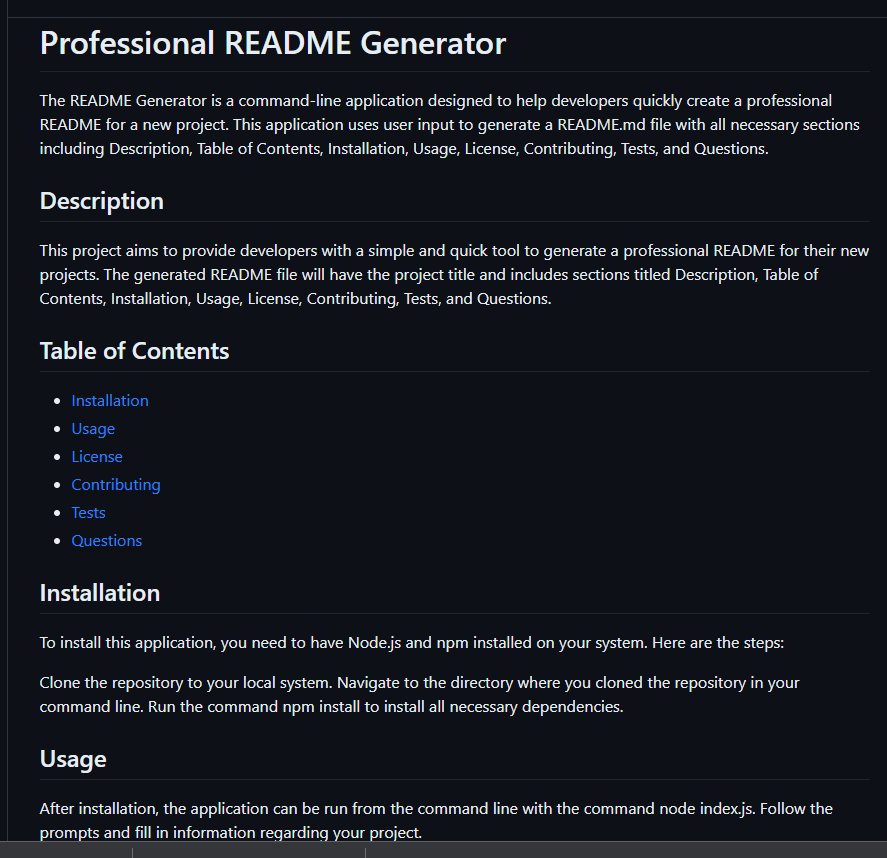 Professional README Generator
The README Generator is a command-line application designed to help developers quickly create a professional
README for a new project. This application uses user input to generate a README.md file with all necessary sections
including Description, Table of Contents, Installation, Usage, License, Contributing, Tests, and Questions.
Description
This project aims to provide developers with a simple and quick tool to generate a professional README for their new
projects. The generated README file will have the project title and includes sections titled Description, Table of
Contents, Installation, Usage, License, Contributing, Tests, and Questions.
Table of Contents
Installation
Usage
License
Contributing
Tests
Questions
Installation
To install this application, you need to have Node.js and npm installed on your system. Here are the steps:
Clone the repository to your local system. Navigate to the directory where you cloned the repository in your
command line. Run the command npm install to install all necessary dependencies.
Usage
After installation, the application can be run from the command line with the command node index.js. Follow the
prompts and fill in information regarding your project.